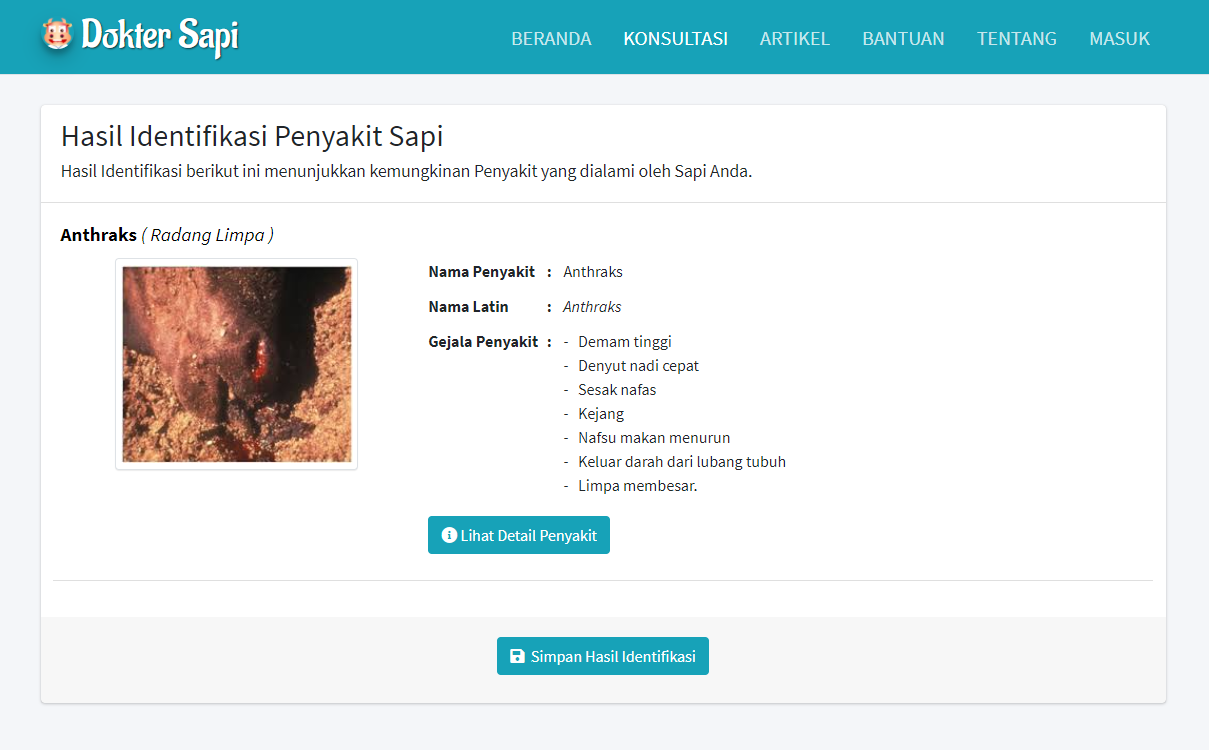 Dokter Sapi
BERANDA KONSULTASI ARTIKEL BANTUAN TENTANG MASUK
Hasil Identifikasi Penyakit Sapi
Hasil Identifikasi berikut ini menunjukkan kemungkinan Penyakit yang dialami oleh Sapi Anda.
Anthraks ( Radang Limpa )
Nama Penyakit : Anthraks
Nama Latin : Anthraks
Gejala Penyakit : - Demam tinggi
- Denyut nadi cepat
- Sesak nafas
- Kejang
- Nafsu makan menurun
- Keluar darah dari lubang tubuh
- Limpa membesar.
Lihat Detail Penyakit
Simpan Hasil Identifikasi